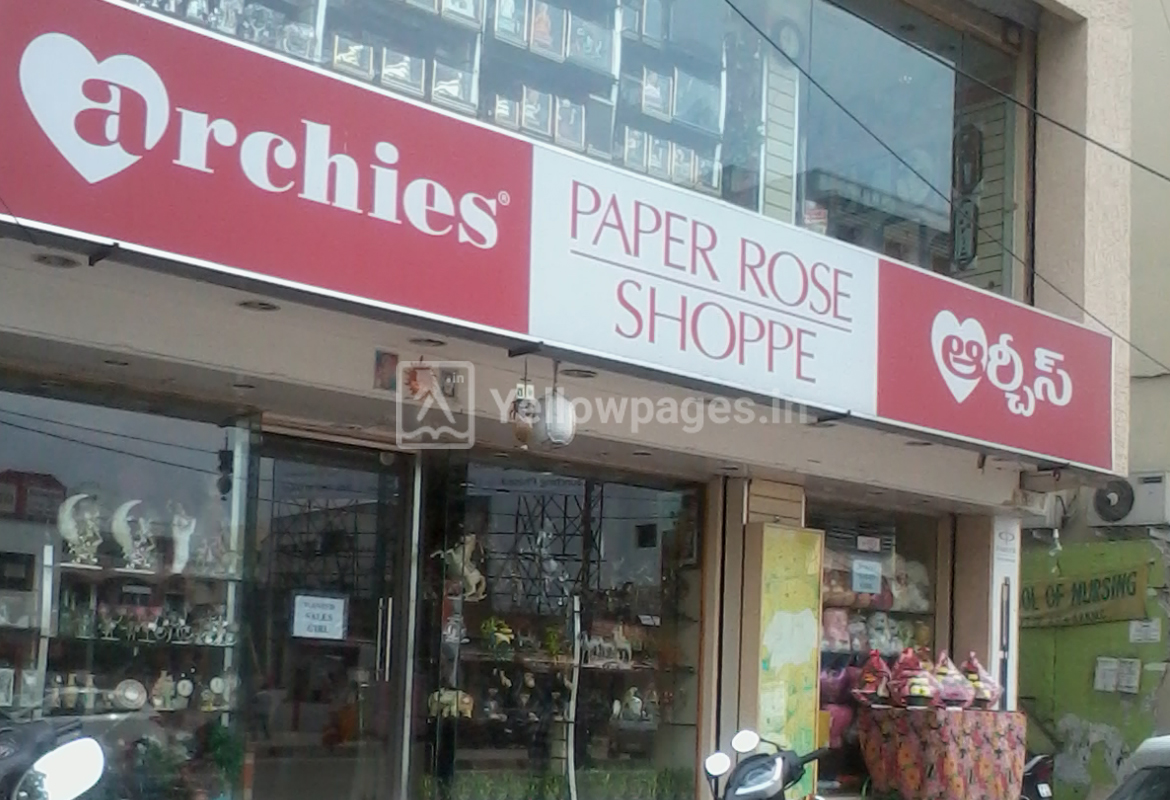 archies®
PAPER ROSE
SHOPPE
ఆర్చీస్
Yellowpages.in
WANTED
SALES
GIRL
OL OF NURSING